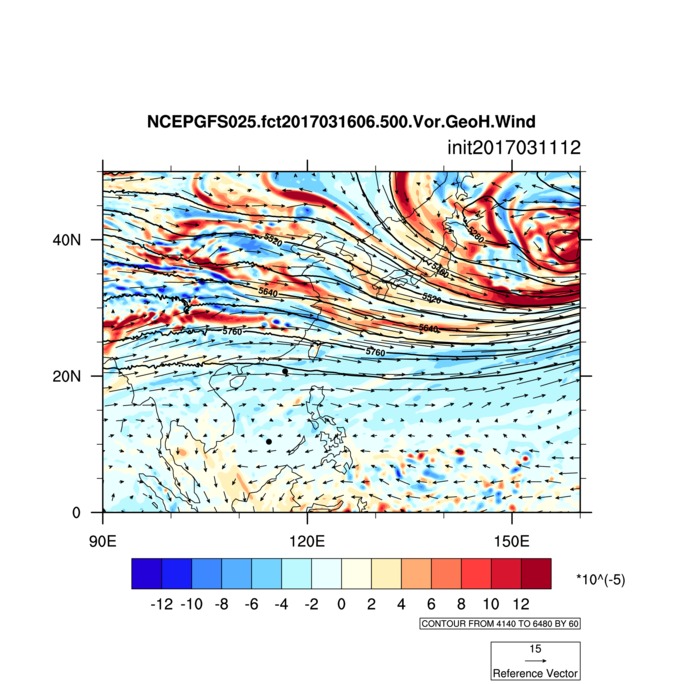 NCEPGFS025.fct2017031606.500.Vor.GeoH.Wind
init2017031112
40N
20N
0
5520
5640
5760
5520
5640
5760
90E
120E
150E
-12 -10 -8 -6 -4 -2 0 2 4 6 8 10 12
*10^(-5)
CONTOUR FROM 4140 TO 6480 BY 60
15
Reference Vector